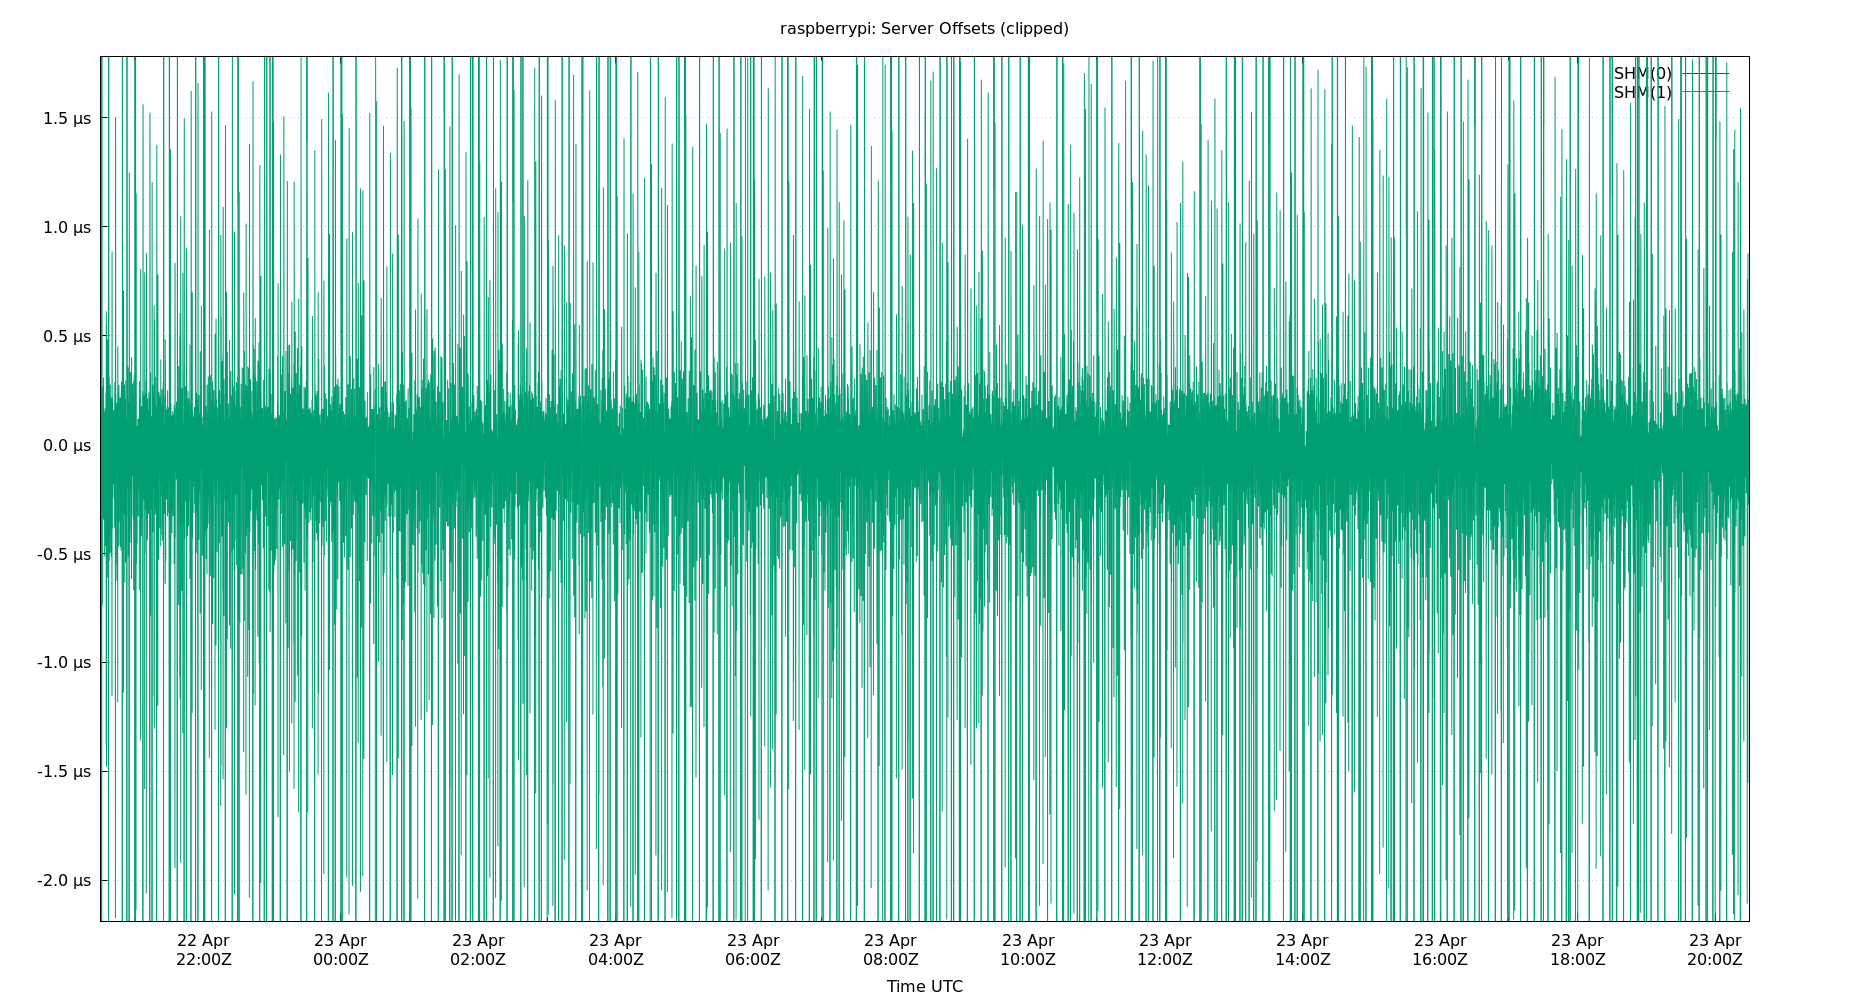 raspberrypi: Server Offsets (clipped)
SHM(0)
SHM(1)
1.5 µs
1.0 µs
0.5 µs
0.0 µs
-0.5 µs
-1.0 µs
-1.5 µs
-2.0 µs
22 Apr 23 Apr 23 Apr 23 Apr 23 Apr 23 Apr 23 Apr 23 Apr 23 Apr 23 Apr 23 Apr 23 Apr
22:00Z 00:00Z 02:00Z 04:00Z 06:00Z 08:00Z 10:00Z 12:00Z 14:00Z 16:00Z 18:00Z 20:00Z
Time UTC